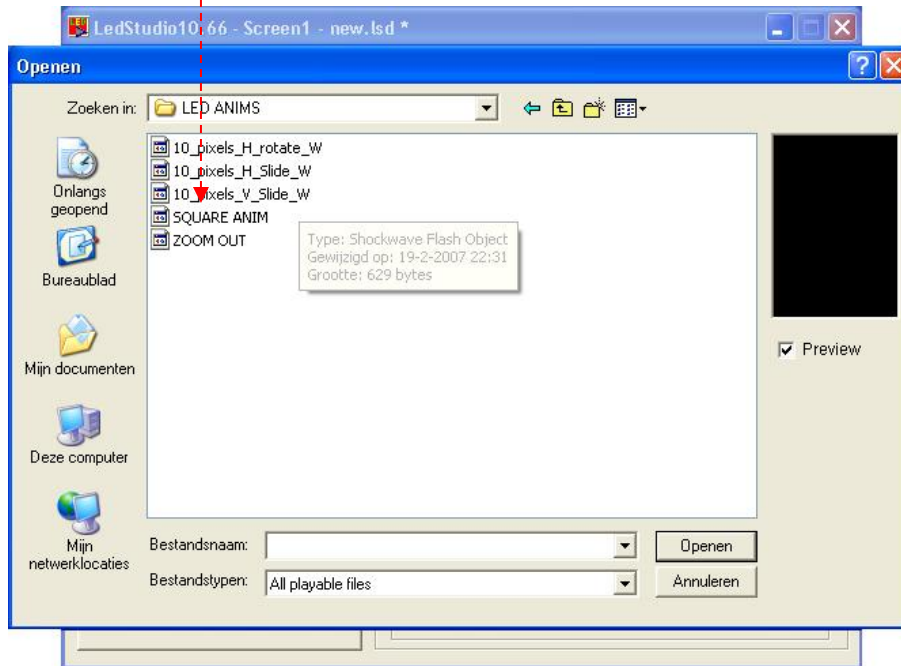 LedStudio10.66 - Screen1 - new.lsd *
Openen
Zoeken in:
LED ANIMS
10_pixels_H_rotate_W
10_pixels_H_Slide_W
10_pixels_V_Slide_W
SQUARE ANIM
ZOOM OUT
Type: Shockwave Flash Object
Gewijzigd op: 19-2-2007 22:31
Grootte: 629 bytes
Onlangs
geopend
Bureaublad
Mijn documenten
Deze computer
Mijn
netwerklocaties
Preview
Bestandsnaam:
Openen
Bestandstypen:
All playable files
Annuleren